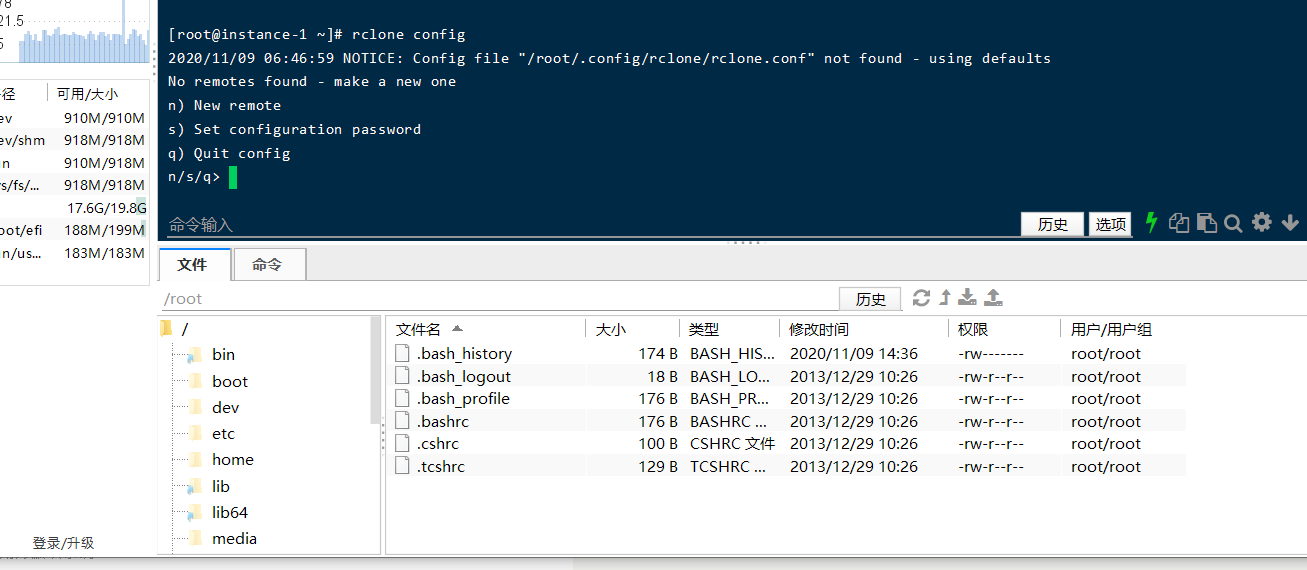 21.5
[root@instance-1 ~]# rclone config
2020/11/09 06:46:59 NOTICE: Config file "/root/.config/rclone/rclone.conf" not found - using defaults
No remotes found - make a new one
n) New remote
s) Set configuration password
q) Quit config
n/s/q>
命令输入 历史 选项
径 可用/大小
ev 910M/910M
ev/shm 918M/918M
un 910M/918M
ys/fs/... 918M/918M
17.6G/19.8G
oot/efi 188M/199M
un/us... 183M/183M
登录/升级
文件 命令
/root 历史
/
bin
boot
dev
etc
home
lib
lib64
media
文件名 大小 类型 修改时间 权限 用户/用户组
.bash_history 174 B BASH_HIS... 2020/11/09 14:36 -rw------- root/root
.bash_logout 18 B BASH_LO... 2013/12/29 10:26 -rw-r--r-- root/root
.bash_profile 176 B BASH_PR... 2013/12/29 10:26 -rw-r--r-- root/root
.bashrc 176 B BASHRC ... 2013/12/29 10:26 -rw-r--r-- root/root
.cshrc 100 B CSHRC 文件 2013/12/29 10:26 -rw-r--r-- root/root
.tcshrc 129 B TCSHRC ... 2013/12/29 10:26 -rw-r--r-- root/root